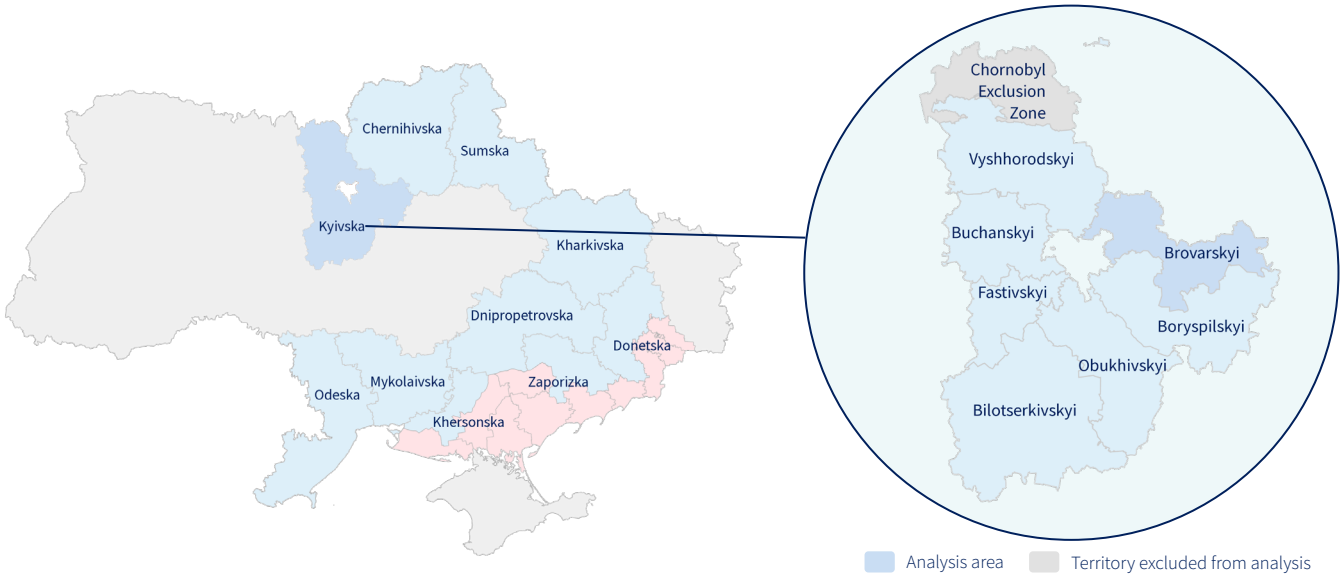 Chernihivska
Sumska
Kyivska
Kharkivska
Dnipropetrovska
Donetska
Zaporizka
Mykolaivska
Odeska
Khersonska
Chornobyl
Exclusion
Zone
Vyshhorodskyi
Buchanskyi
Brovarskyi
Fastivskyi
Boryspilskyi
Obukhivskyi
Bilotserkivskyi
Analysis area
Territory excluded from analysis